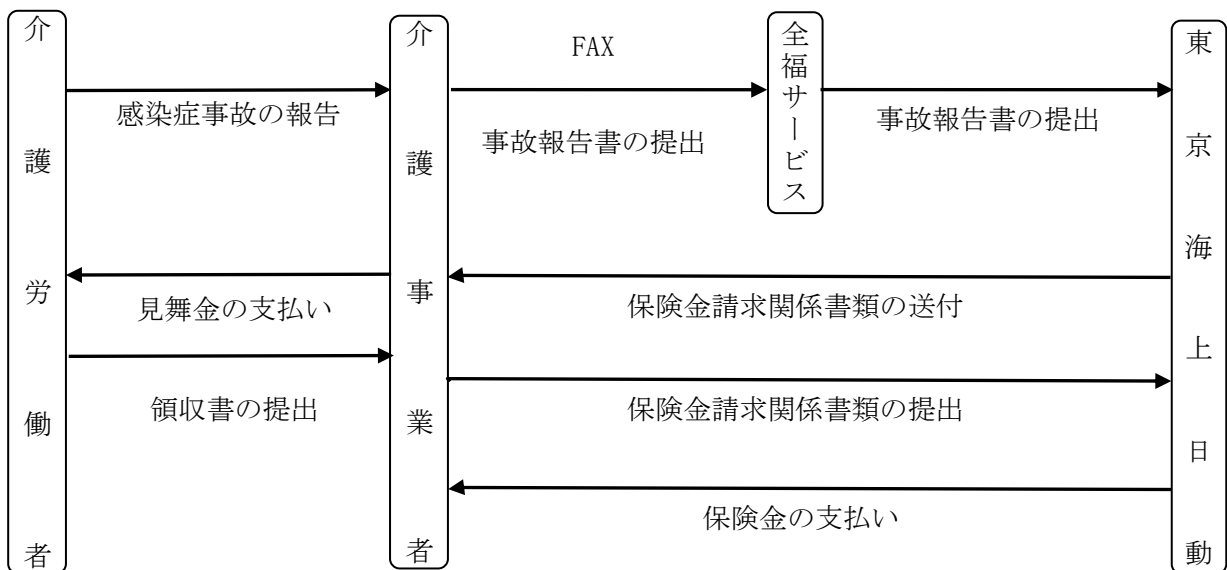 介護労働者
介護事業者
FAX
全福サービス
東京海上日動
感染症事故の報告
事故報告書の提出
事故報告書の提出
見舞金の支払い
保険金請求関係書類の送付
領収書の提出
保険金請求関係書類の提出
保険金の支払い